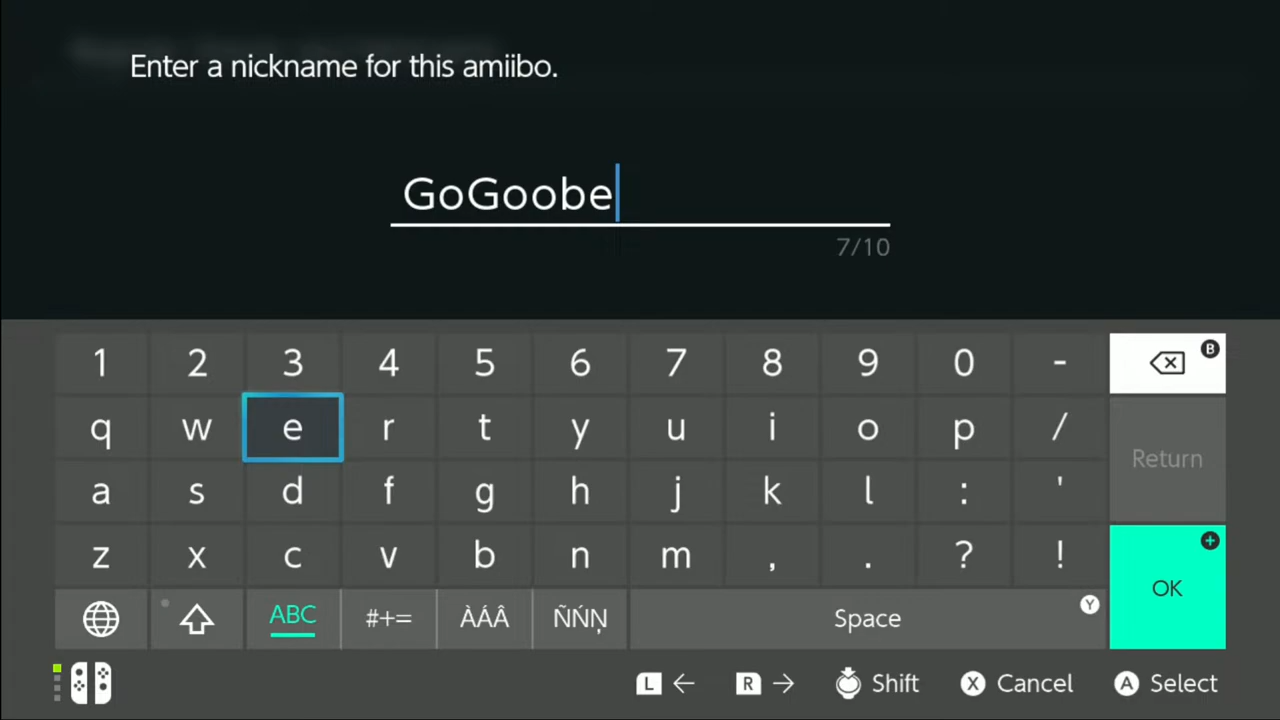 Enter a nickname for this amiibo.
GoGoobe
7/10
1 2 3 4 5 6 7 8 9 0 - B
q w e r t y u i o p /
Return
a s d f g h j k l : '
z x c v b n m , . ? ! + OK
ABC #+= ÀÁÂ ÑŃŅ Space Y
L ← R → Shift X Cancel A Select